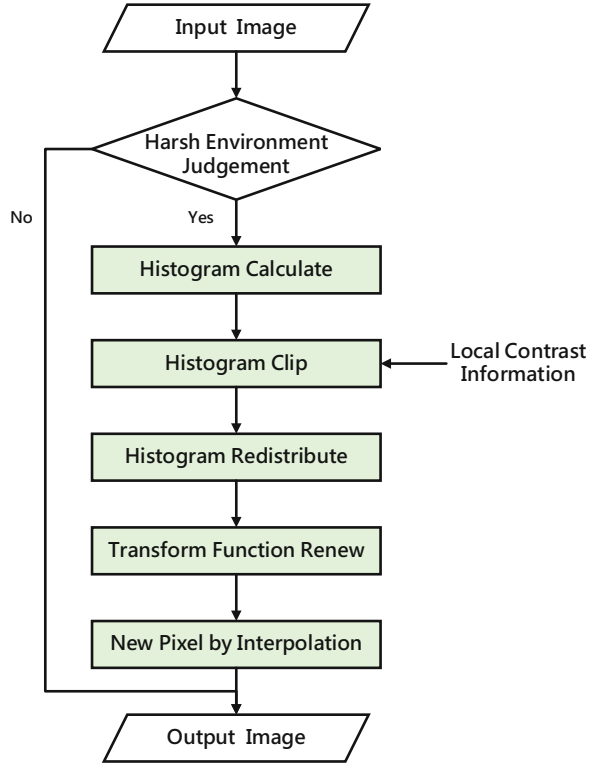 Input Image
Harsh Environment
Judgement
No
Yes
Histogram Calculate
Histogram Clip
Local Contrast
Information
Histogram Redistribute
Transform Function Renew
New Pixel by Interpolation
Output Image